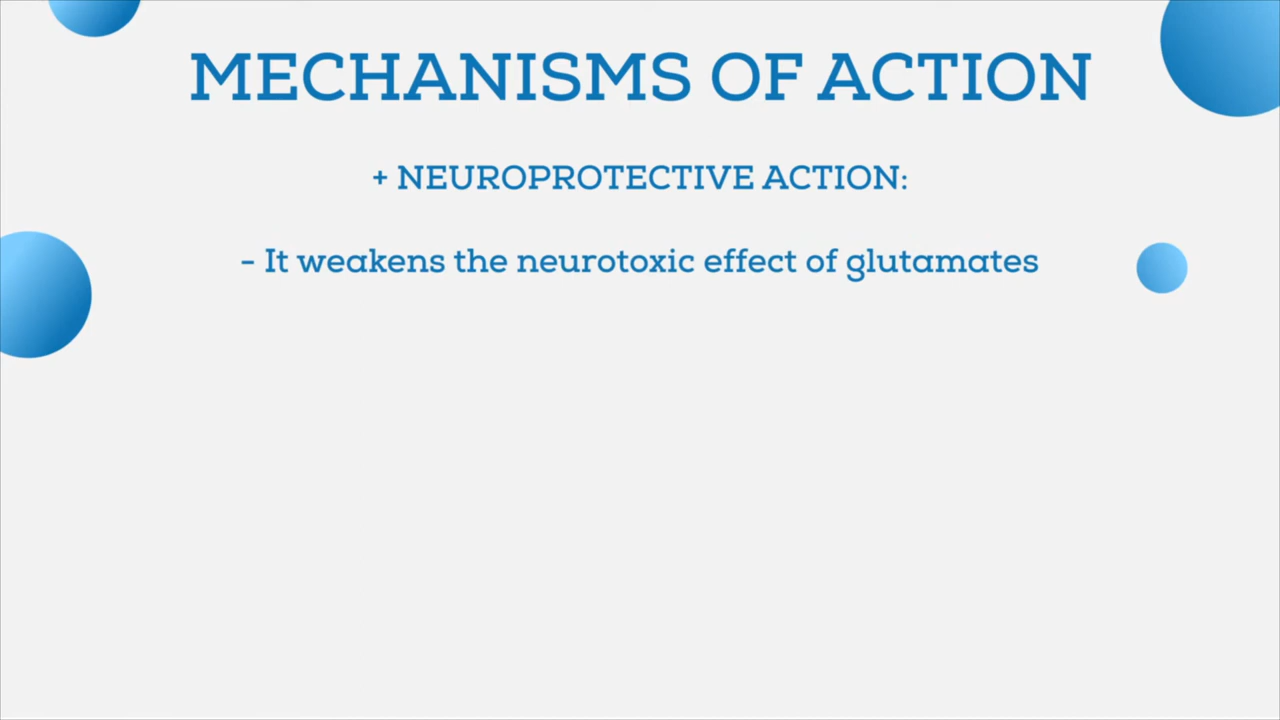 MECHANISMS OF ACTION
+ NEUROPROTECTIVE ACTION:
- It weakens the neurotoxic effect of glutamates